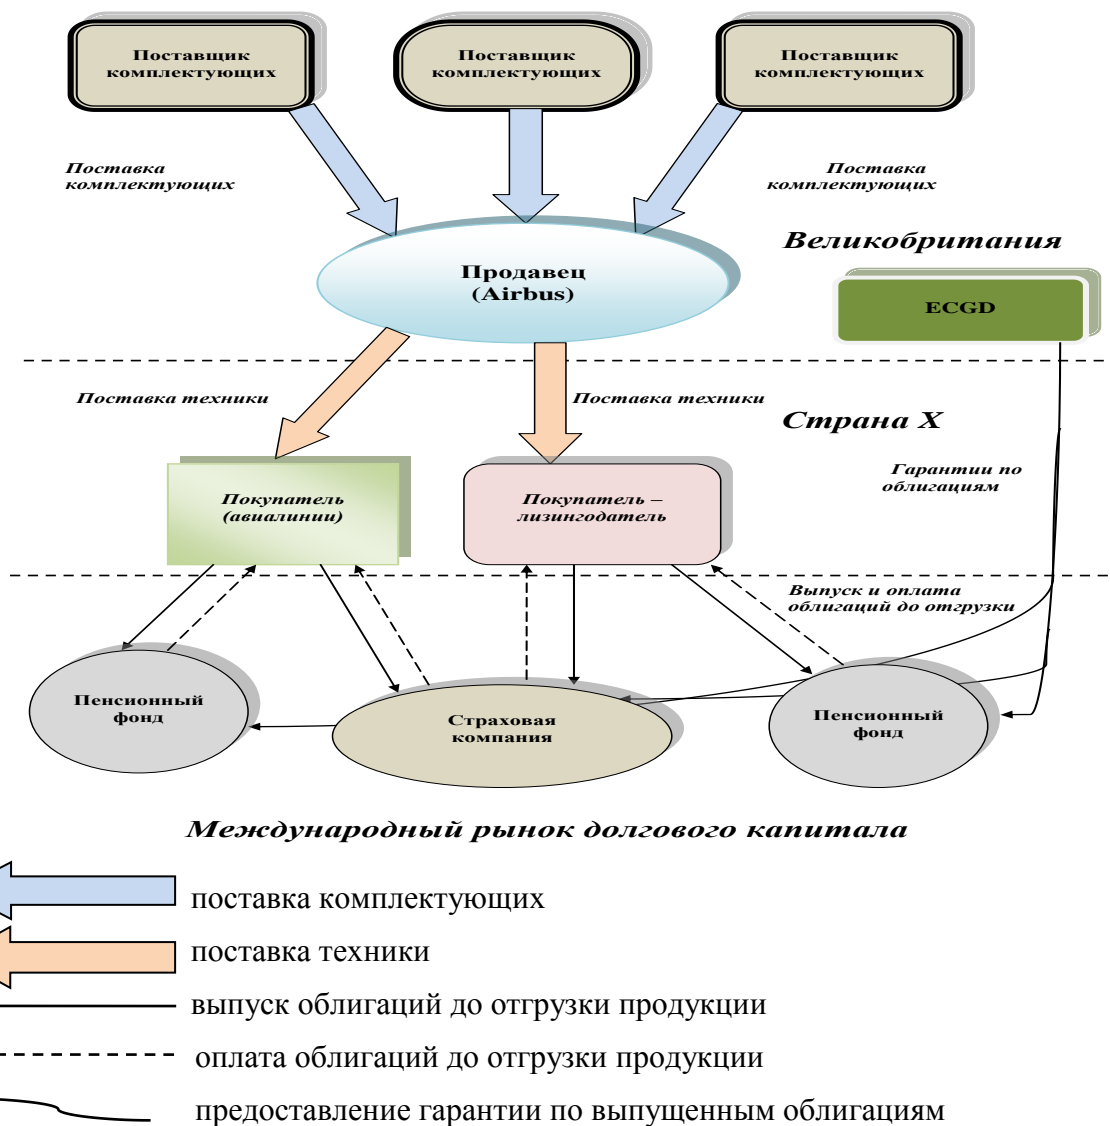 Поставщик
комплектующих
Поставщик
комплектующих
Поставщик
комплектующих
Поставка
комплектующих
Поставка
комплектующих
Великобритания
Продавец
(Airbus)
ECGD
Поставка техники
Поставка техники
Страна X
Гарантии по
облигациям
Покупатель
(авиалинии)
Покупатель –
лизингодатель
Выпуск и оплата
облигаций до отгрузки
Пенсионный
фонд
Страховая
компания
Пенсионный
фонд
Международный рынок долгового капитала
поставка комплектующих
поставка техники
выпуск облигаций до отгрузки продукции
оплата облигаций до отгрузки продукции
предоставление гарантии по выпущенным облигациям